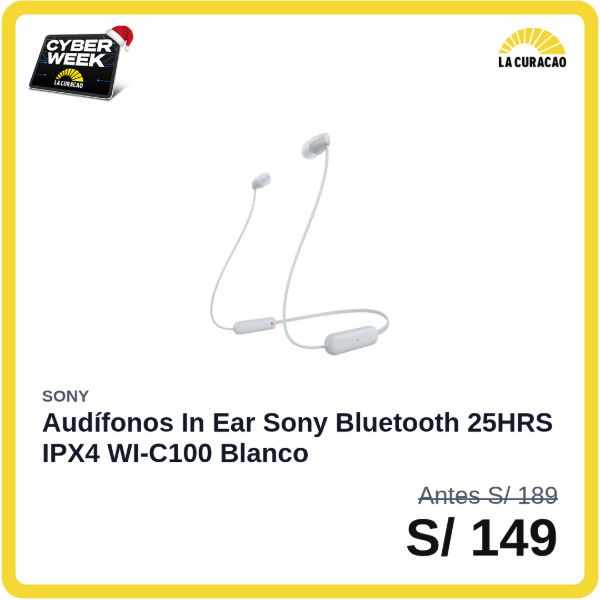 CYBER
WEEK
LA CURACAO
LA CURACAO
SONY
Audífonos In Ear Sony Bluetooth 25HRS
IPX4 WI-C100 Blanco
Antes S/ 189
S/ 149